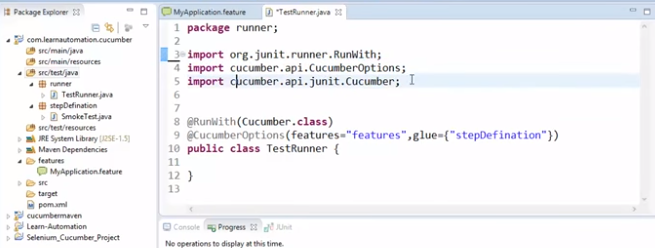 Package Explorer
com.learnautomation.cucumber
src/main/java
src/main/resources
src/test/java
runner
TestRunner.java
stepDefination
SmokeTest.java
src/test/resources
JRE System Library [J2SE-1.5]
Maven Dependencies
features
MyApplication.feature
src
target
pom.xml
cucumbermaven
Learn-Automation
Selenium_Cucumber_Project
MyApplication.feature
*TestRunner.java
1 package runner;
2
3 import org.junit.runner.RunWith;
4 import cucumber.api.CucumberOptions;
5 import cucumber.api.junit.Cucumber;
6
7
8 @RunWith(Cucumber.class)
9 @CucumberOptions(features="features",glue={"stepDefination"})
10 public class TestRunner {
11
12 }
13
Console
Progress
JUnit
No operations to display at this time.